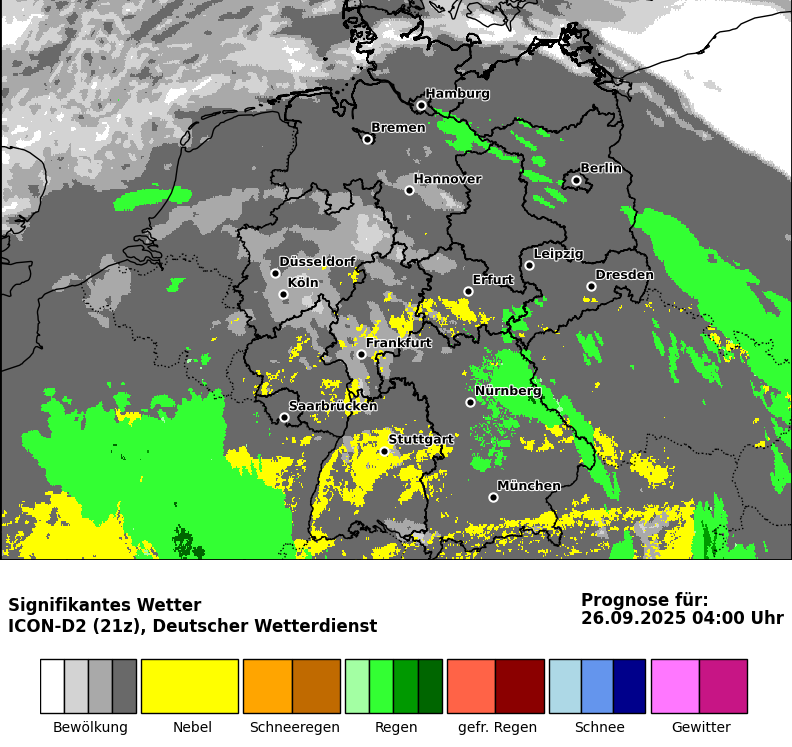 Hamburg
Bremen
Berlin
Hannover
Leipzig
Düsseldorf
Dresden
Köln
Erfurt
Frankfurt
Nürnberg
Saarbrücken
Stuttgart
München
Signifikantes Wetter
ICON-D2 (21z), Deutscher Wetterdienst
Prognose für:
26.09.2025 04:00 Uhr
Bewölkung Nebel Schneeregen Regen gefr. Regen Schnee Gewitter